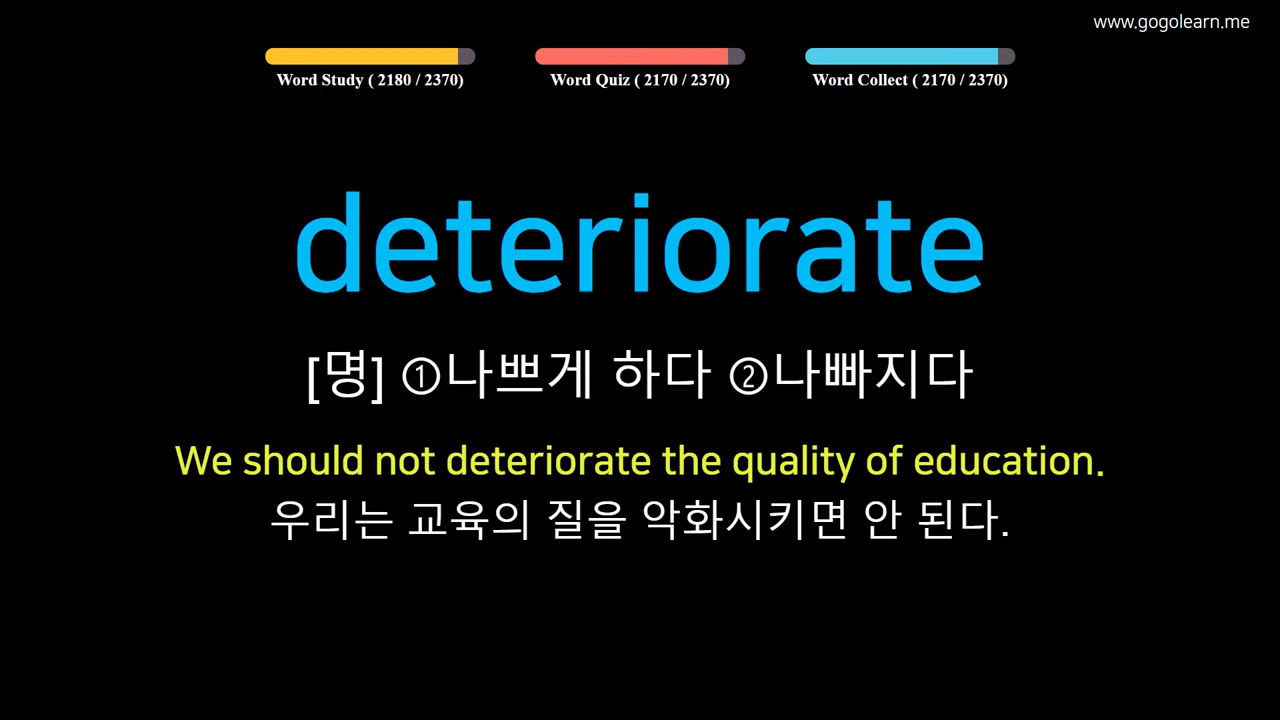 www.gogolearn.me
Word Study ( 2180 / 2370)
Word Quiz ( 2170 / 2370)
Word Collect ( 2170 / 2370)
deteriorate
[명] ①나쁘게 하다 ②나빠지다
We should not deteriorate the quality of education.
우리는 교육의 질을 악화시키면 안 된다.